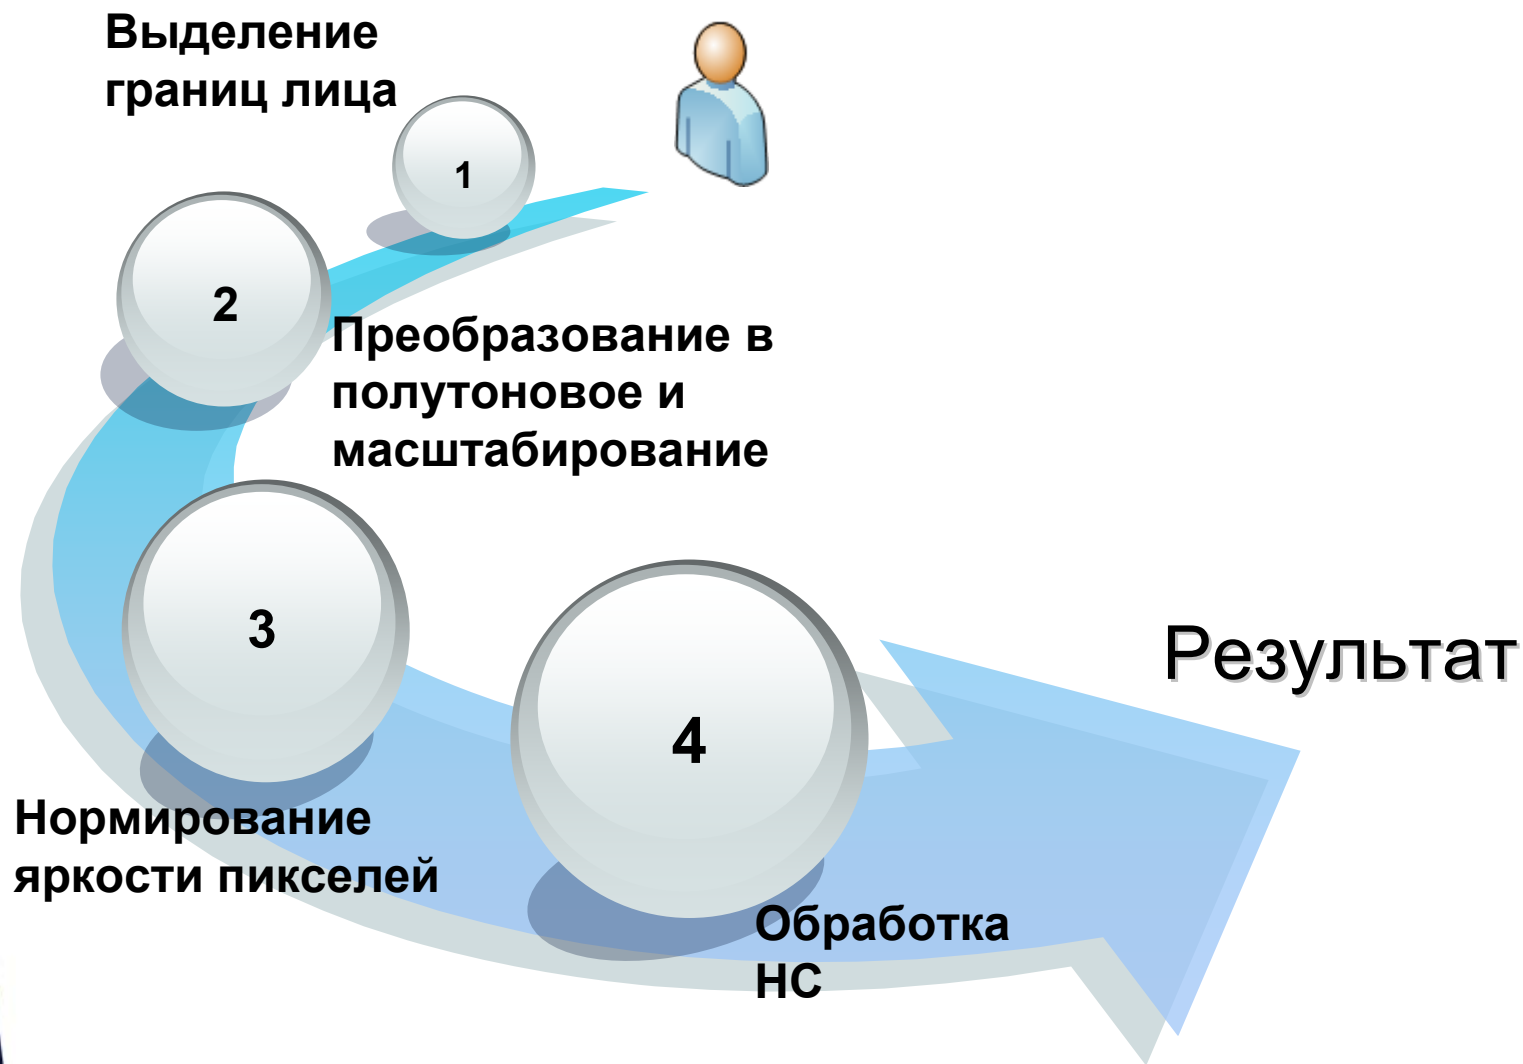 Выделение
границ лица
1
2
Преобразование в
полутоновое и
масштабирование
3
Результат
4
Нормирование
яркости пикселей
Обработка
НС